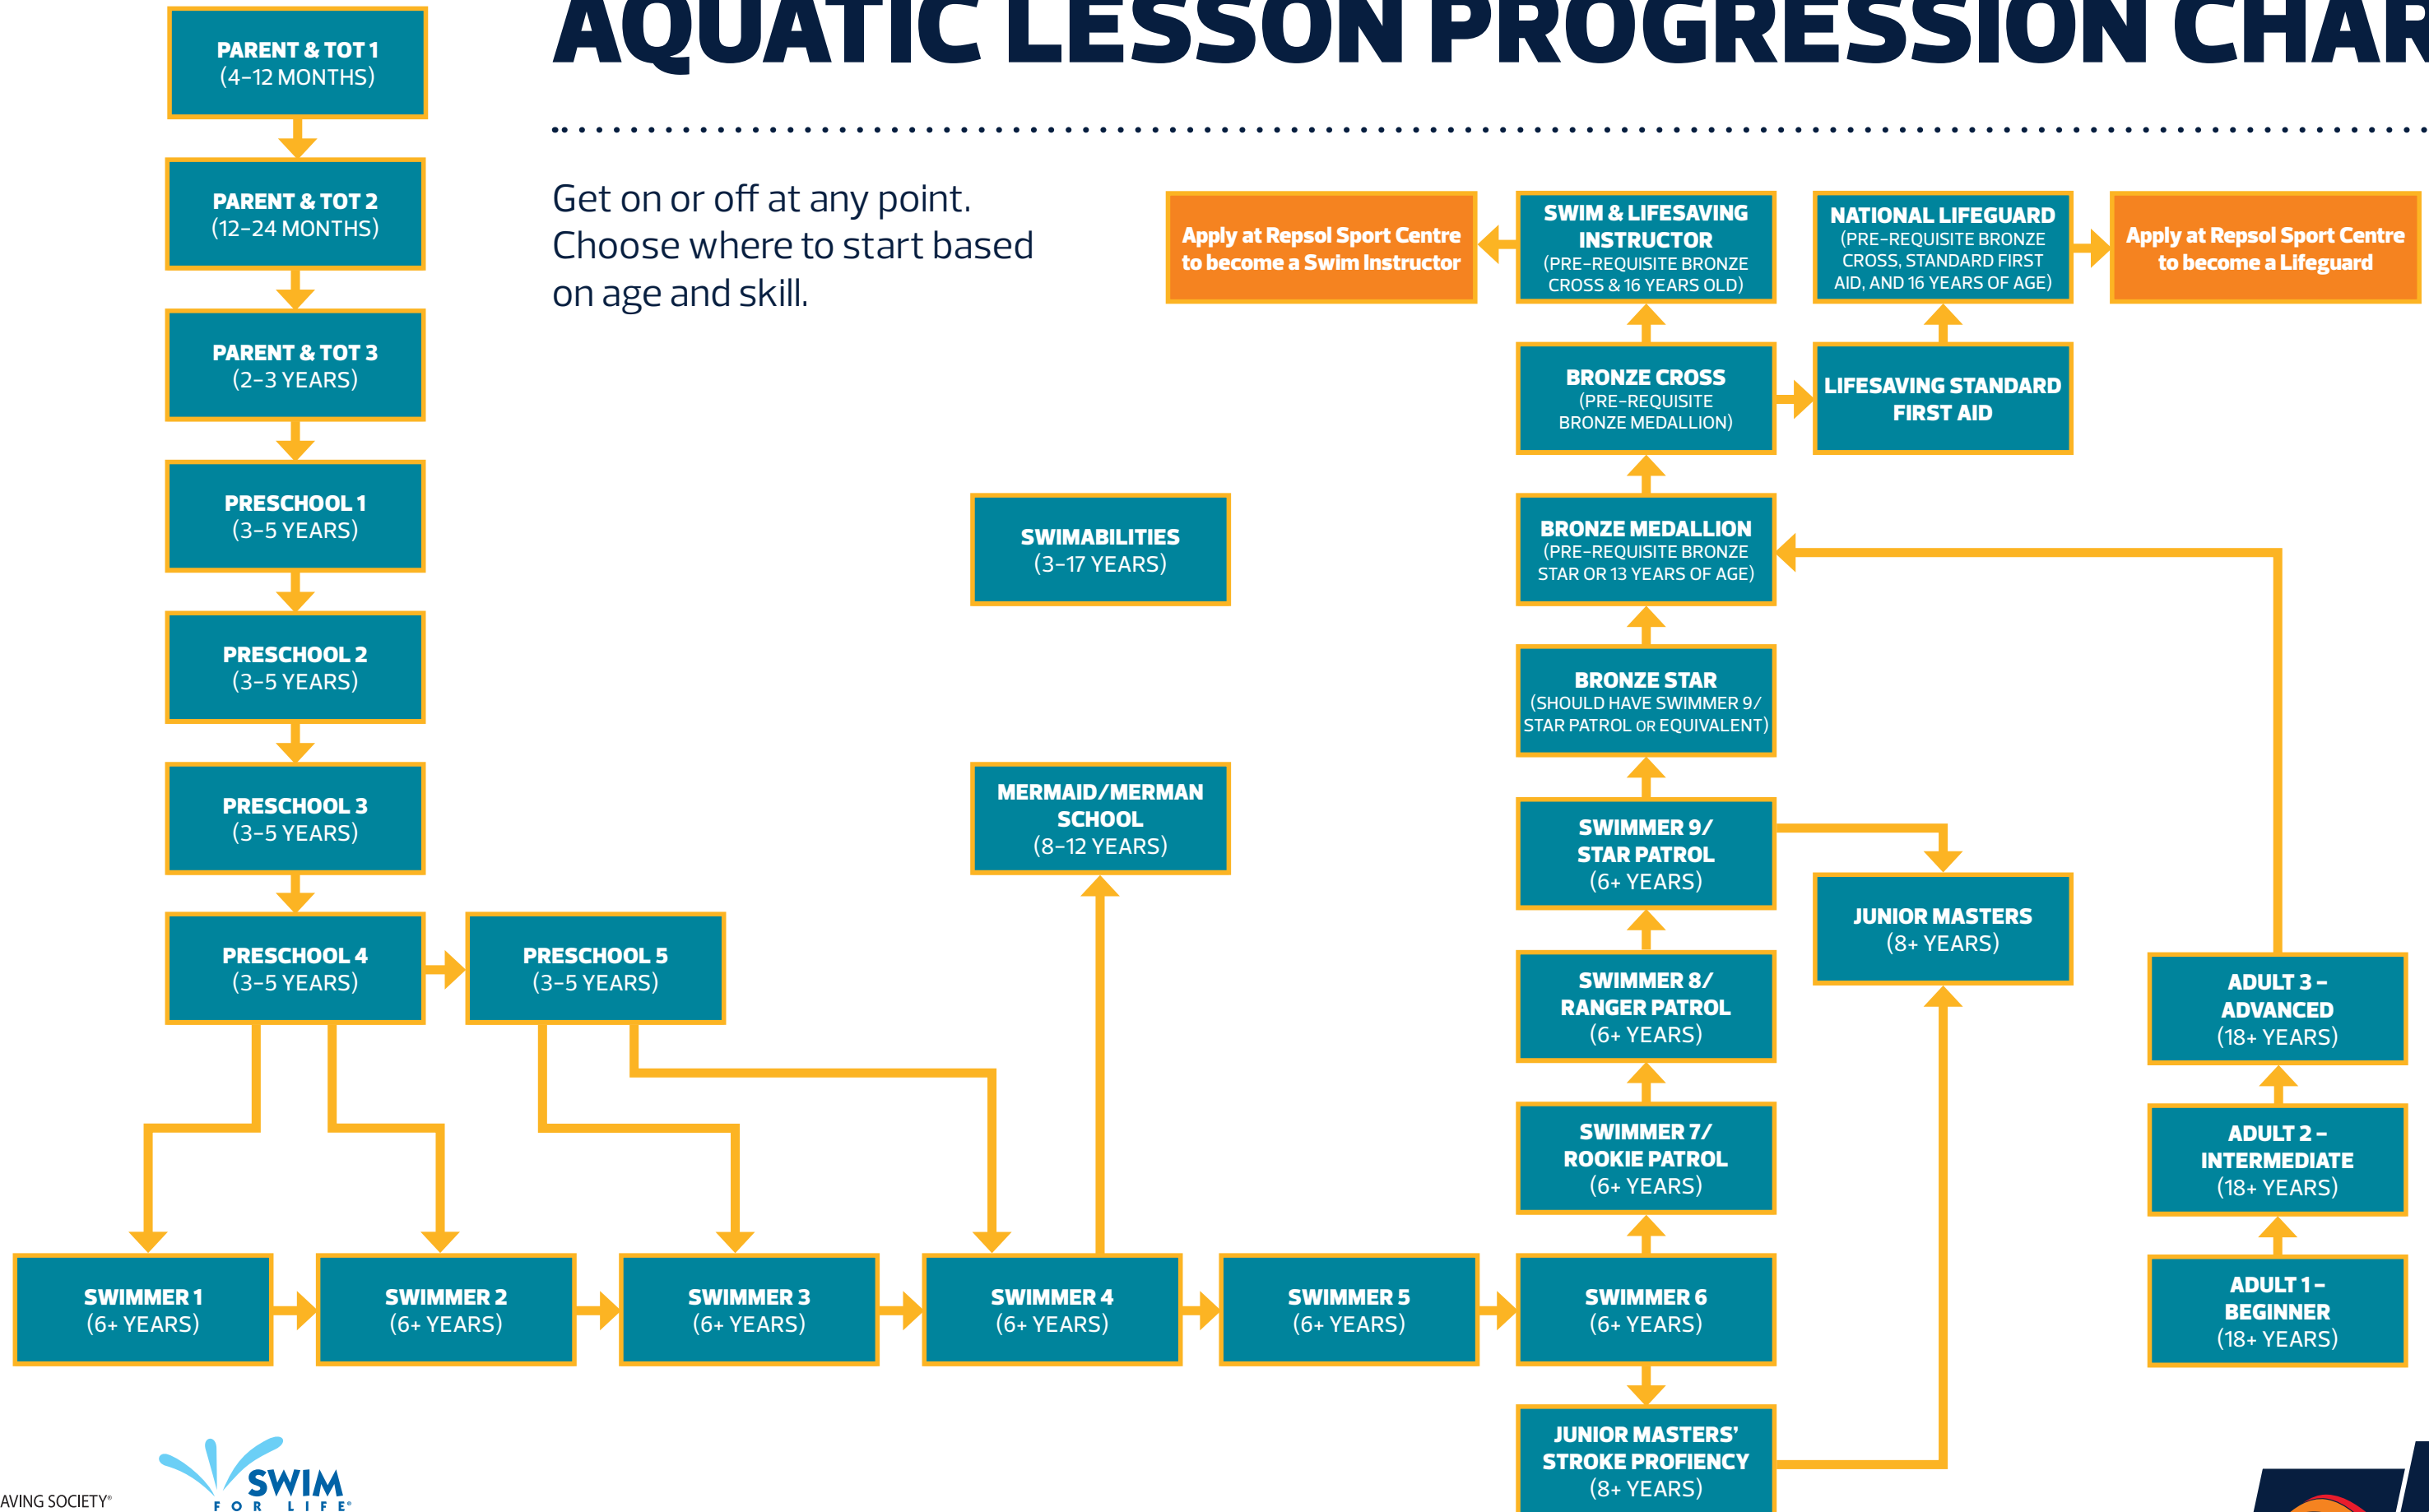 AQUATIC LESSON PROGRESSION CHAR
Get on or off at any point.
Choose where to start based
on age and skill.
PARENT & TOT 1
(4-12 MONTHS)
PARENT & TOT 2
(12-24 MONTHS)
PARENT & TOT 3
(2-3 YEARS)
PRESCHOOL 1
(3-5 YEARS)
PRESCHOOL 2
(3-5 YEARS)
PRESCHOOL 3
(3-5 YEARS)
PRESCHOOL 4
(3-5 YEARS)
PRESCHOOL 5
(3-5 YEARS)
SWIMMER 1
(6+ YEARS)
SWIMMER 2
(6+ YEARS)
SWIMMER 3
(6+ YEARS)
SWIMMER 4
(6+ YEARS)
SWIMMER 5
(6+ YEARS)
SWIMMER 6
(6+ YEARS)
SWIMABILITIES
(3-17 YEARS)
MERMAID/MERMAN
SCHOOL
(8-12 YEARS)
Apply at Repsol Sport Centre
to become a Swim Instructor
SWIM & LIFESAVING
INSTRUCTOR
(PRE-REQUISITE BRONZE
CROSS & 16 YEARS OLD)
NATIONAL LIFEGUARD
(PRE-REQUISITE BRONZE
CROSS, STANDARD FIRST
AID, AND 16 YEARS OF AGE)
Apply at Repsol Sport Centre
to become a Lifeguard
BRONZE CROSS
(PRE-REQUISITE
BRONZE MEDALLION)
LIFESAVING STANDARD
FIRST AID
BRONZE MEDALLION
(PRE-REQUISITE BRONZE
STAR OR 13 YEARS OF AGE)
BRONZE STAR
(SHOULD HAVE SWIMMER 9/
STAR PATROL OR EQUIVALENT)
SWIMMER 9/
STAR PATROL
(6+ YEARS)
JUNIOR MASTERS
(8+ YEARS)
SWIMMER 8/
RANGER PATROL
(6+ YEARS)
SWIMMER 7/
ROOKIE PATROL
(6+ YEARS)
JUNIOR MASTERS'
STROKE PROFIENCY
(8+ YEARS)
ADULT 3 -
ADVANCED
(18+ YEARS)
ADULT 2 -
INTERMEDIATE
(18+ YEARS)
ADULT 1 -
BEGINNER
(18+ YEARS)
AVING SOCIETY®
SWIM
FOR LIFE®